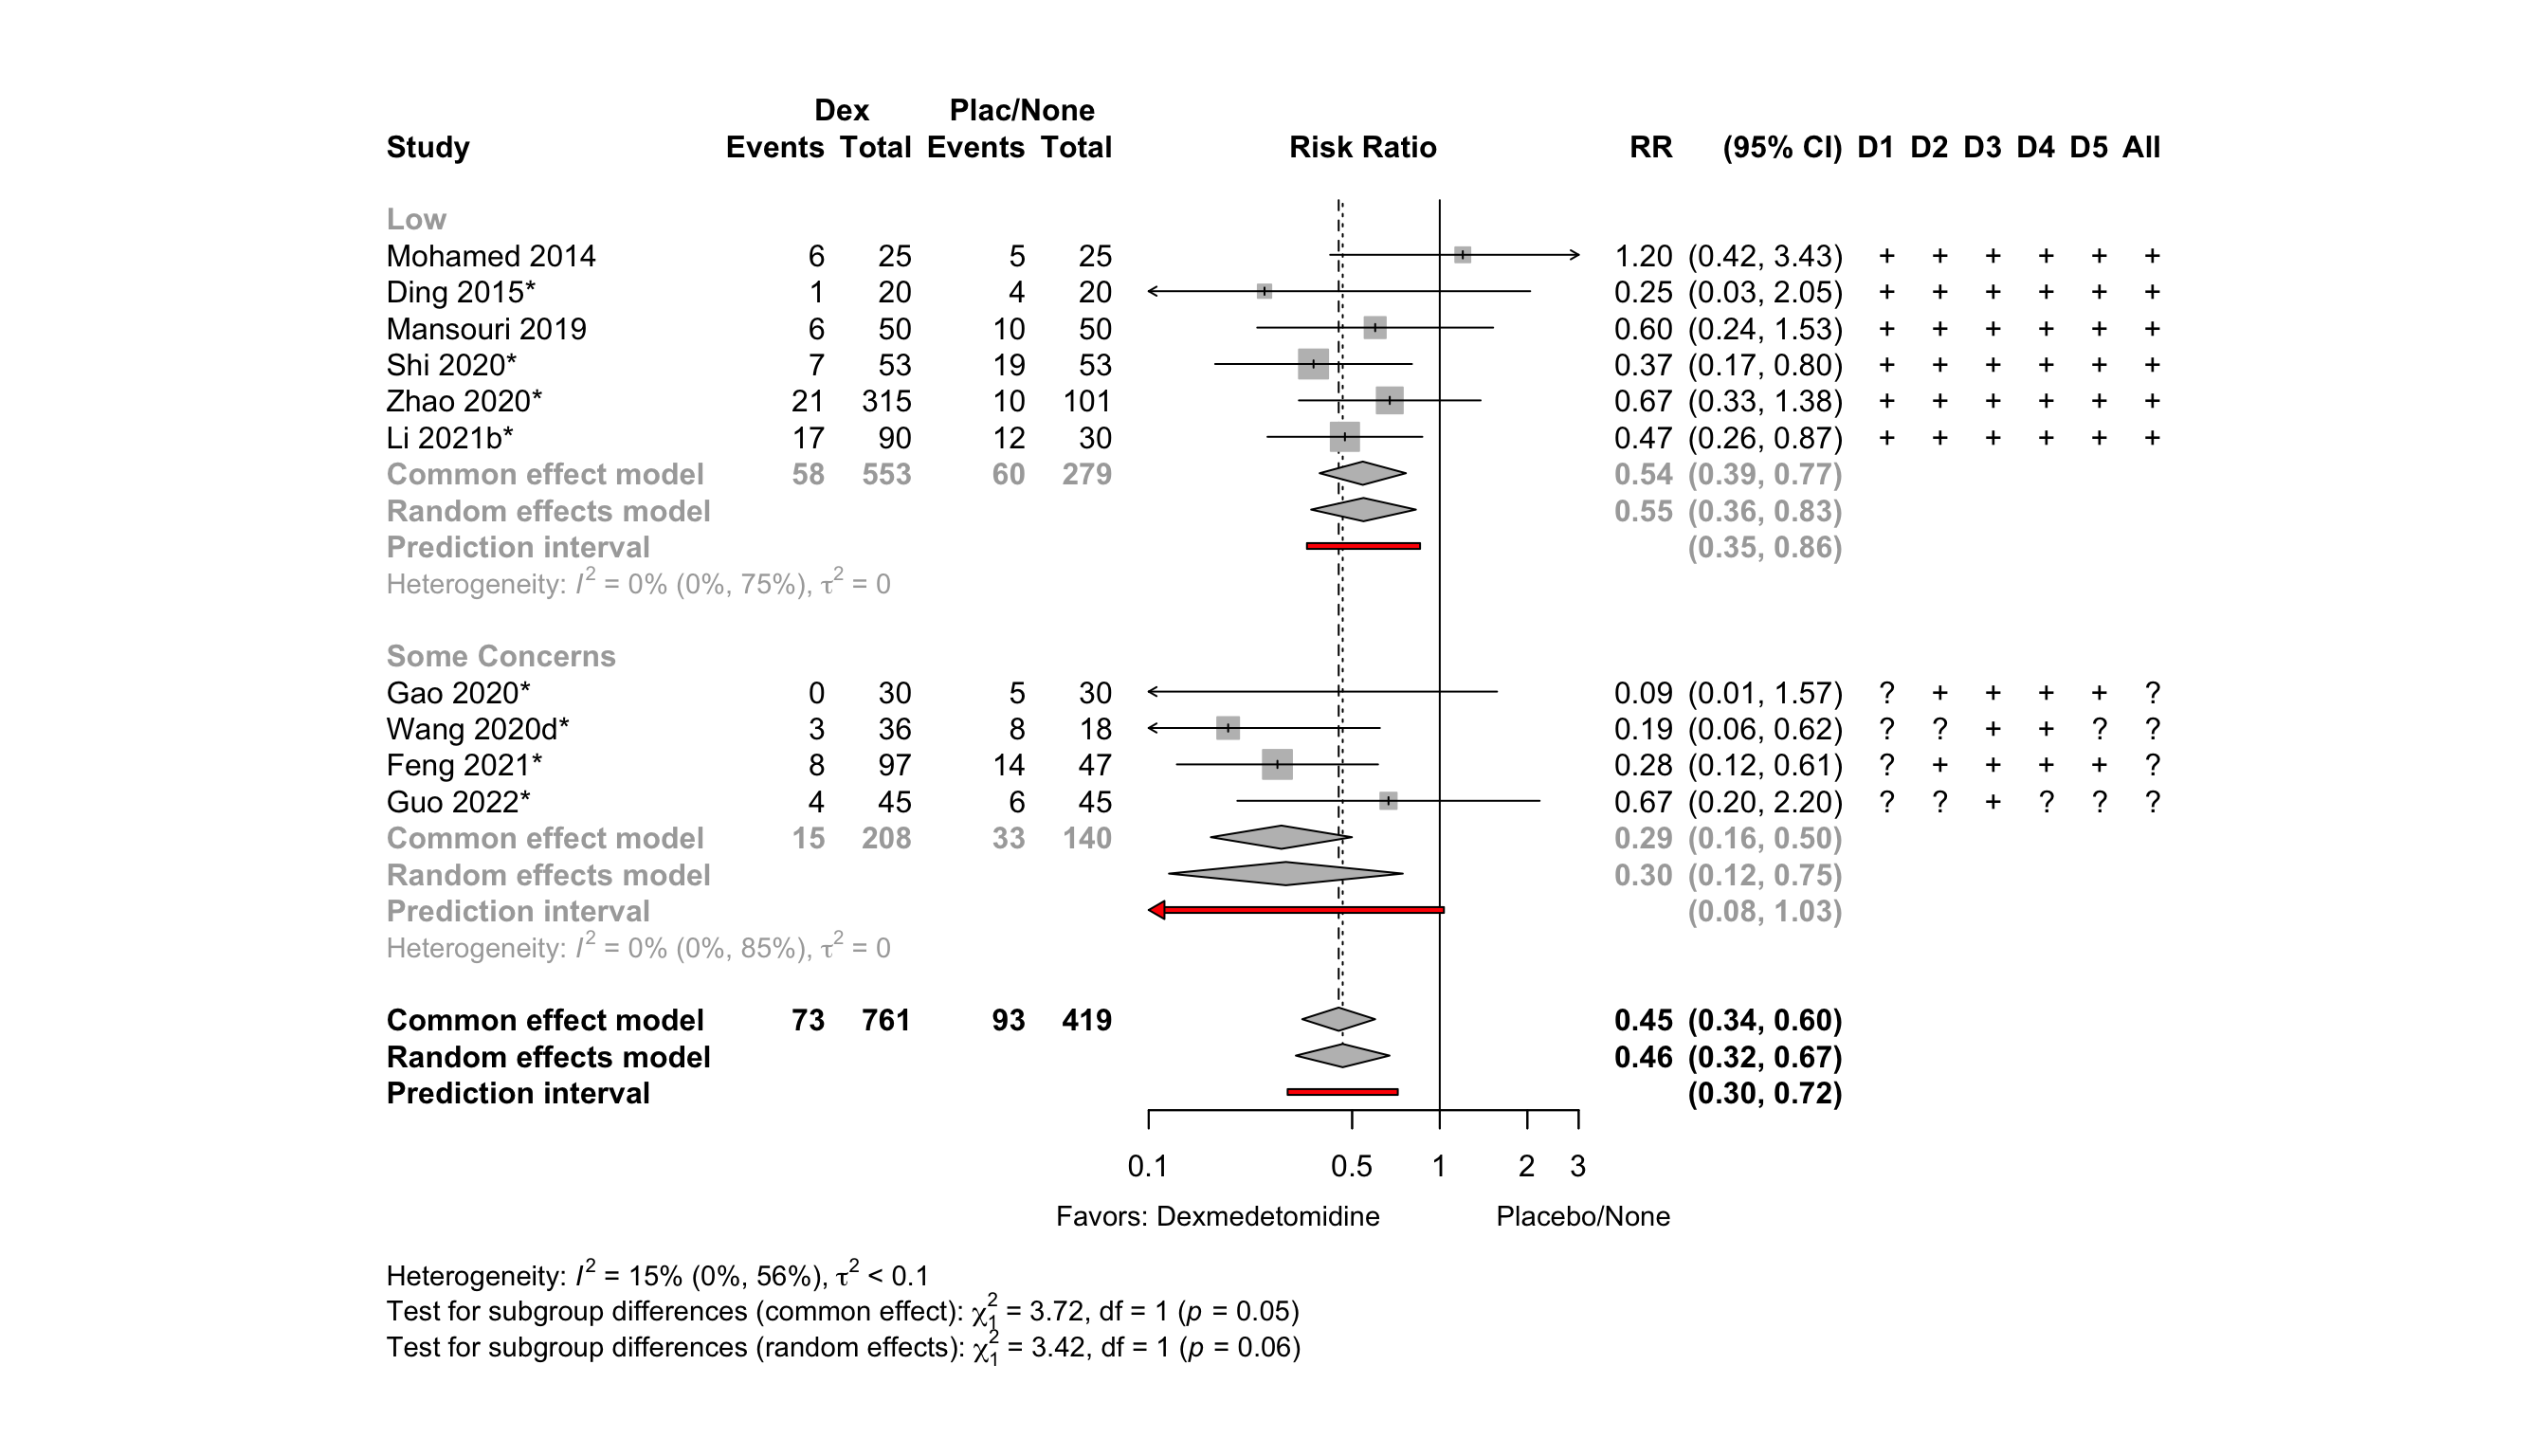 Dex Plac/None
Study Events Total Events Total Risk Ratio RR (95% CI) D1 D2 D3 D4 D5 All
Low
Mohamed 2014 6 25 5 25 1.20 (0.42, 3.43) + + + + + +
Ding 2015* 1 20 4 20 0.25 (0.03, 2.05) + + + + + +
Mansouri 2019 6 50 10 50 0.60 (0.24, 1.53) + + + + + +
Shi 2020* 7 53 19 53 0.37 (0.17, 0.80) + + + + + +
Zhao 2020* 21 315 10 101 0.67 (0.33, 1.38) + + + + + +
Li 2021b* 17 90 12 30 0.47 (0.26, 0.87) + + + + + +
Common effect model 58 553 60 279 0.54 (0.39, 0.77)
Random effects model 0.55 (0.36, 0.83)
Prediction interval (0.35, 0.86)
Heterogeneity: I² = 0% (0%, 75%), τ² = 0
Some Concerns
Gao 2020* 0 30 5 30 0.09 (0.01, 1.57) ? + + + + ?
Wang 2020d* 3 36 8 18 0.19 (0.06, 0.62) ? ? + + ? ?
Feng 2021* 8 97 14 47 0.28 (0.12, 0.61) ? + + + + ?
Guo 2022* 4 45 6 45 0.67 (0.20, 2.20) ? ? + ? ? ?
Common effect model 15 208 33 140 0.29 (0.16, 0.50)
Random effects model 0.30 (0.12, 0.75)
Prediction interval (0.08, 1.03)
Heterogeneity: I² = 0% (0%, 85%), τ² = 0
Common effect model 73 761 93 419 0.45 (0.34, 0.60)
Random effects model 0.46 (0.32, 0.67)
Prediction interval (0.30, 0.72)
0.1 0.5 1 2 3
Favors: Dexmedetomidine Placebo/None
Heterogeneity: I² = 15% (0%, 56%), τ² < 0.1
Test for subgroup differences (common effect): χ₁² = 3.72, df = 1 (p = 0.05)
Test for subgroup differences (random effects): χ₁² = 3.42, df = 1 (p = 0.06)